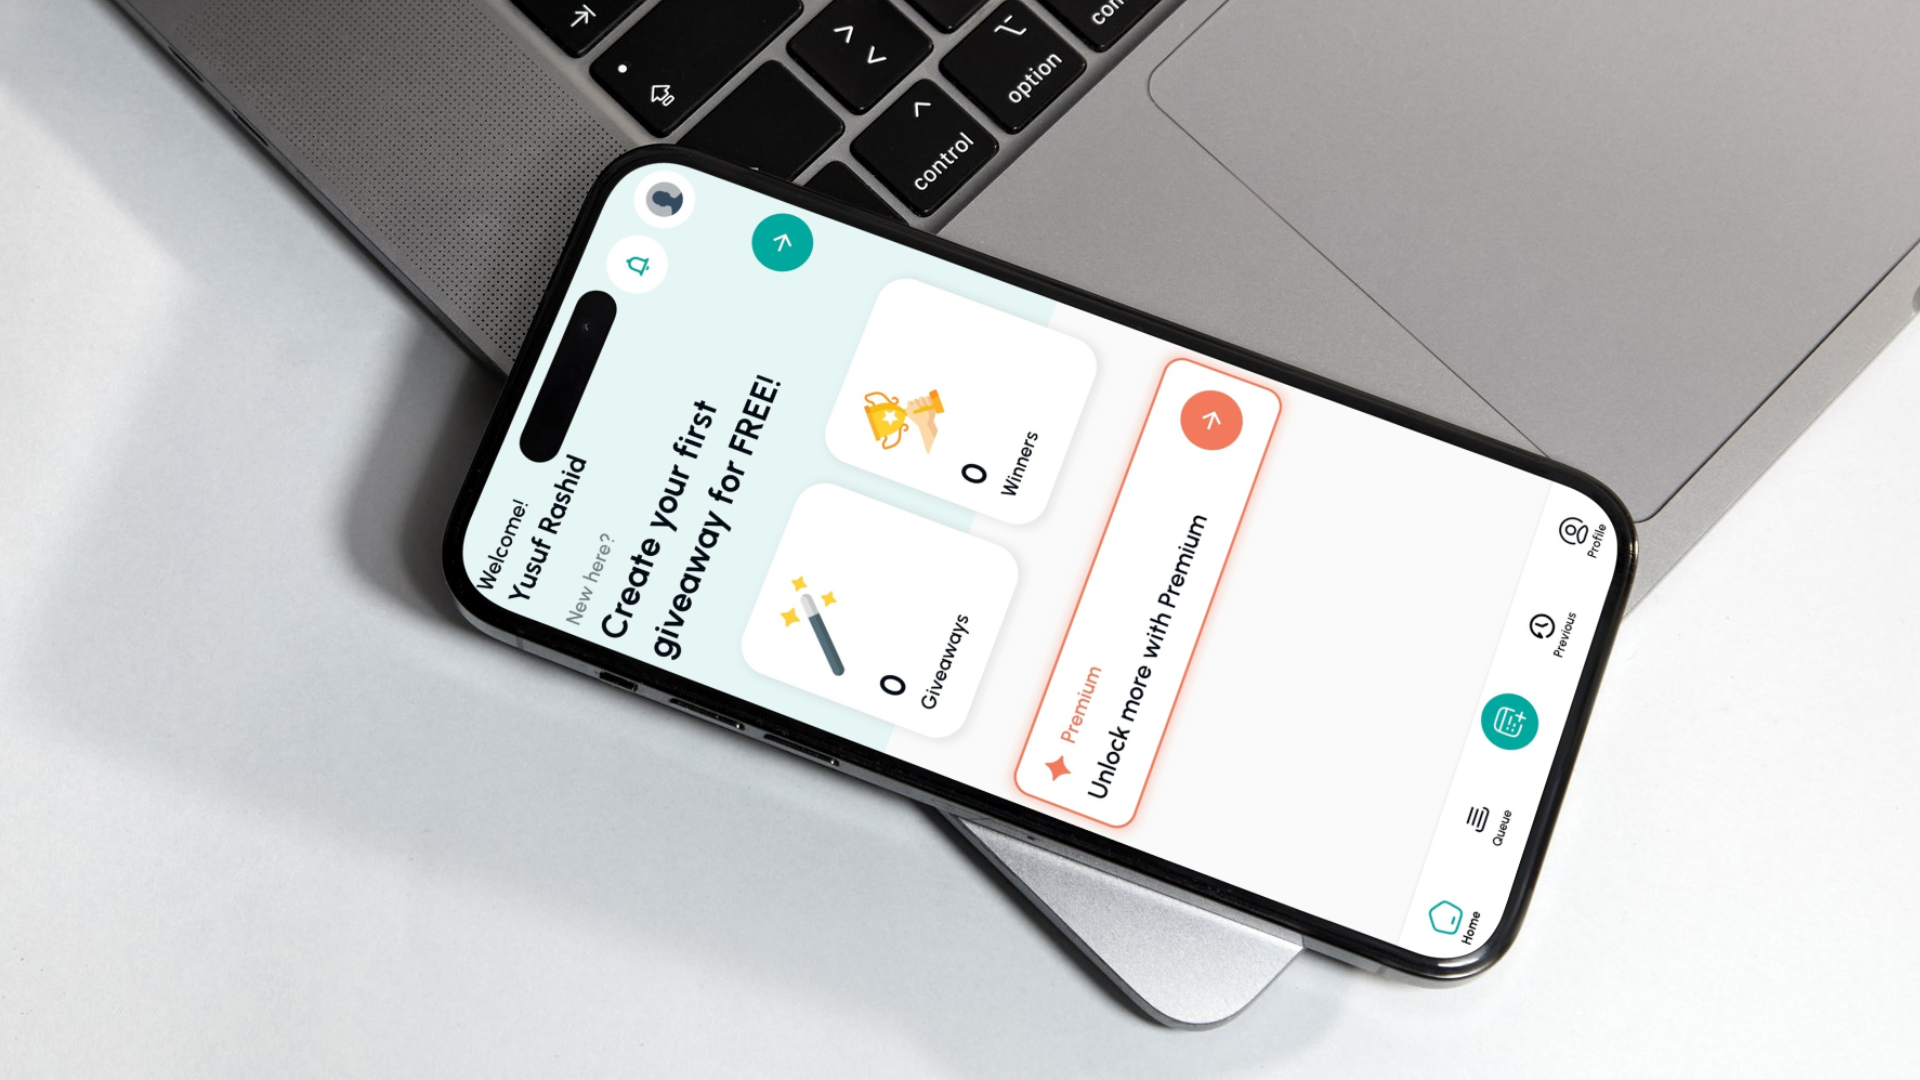 option
control
Welcome!
Yusuf Rashid
New here?
Create your first
giveaway for FREE!
0
Giveaways
0
Winners
Premium
Unlock more with Premium
Home
Queue
Previous
Profile